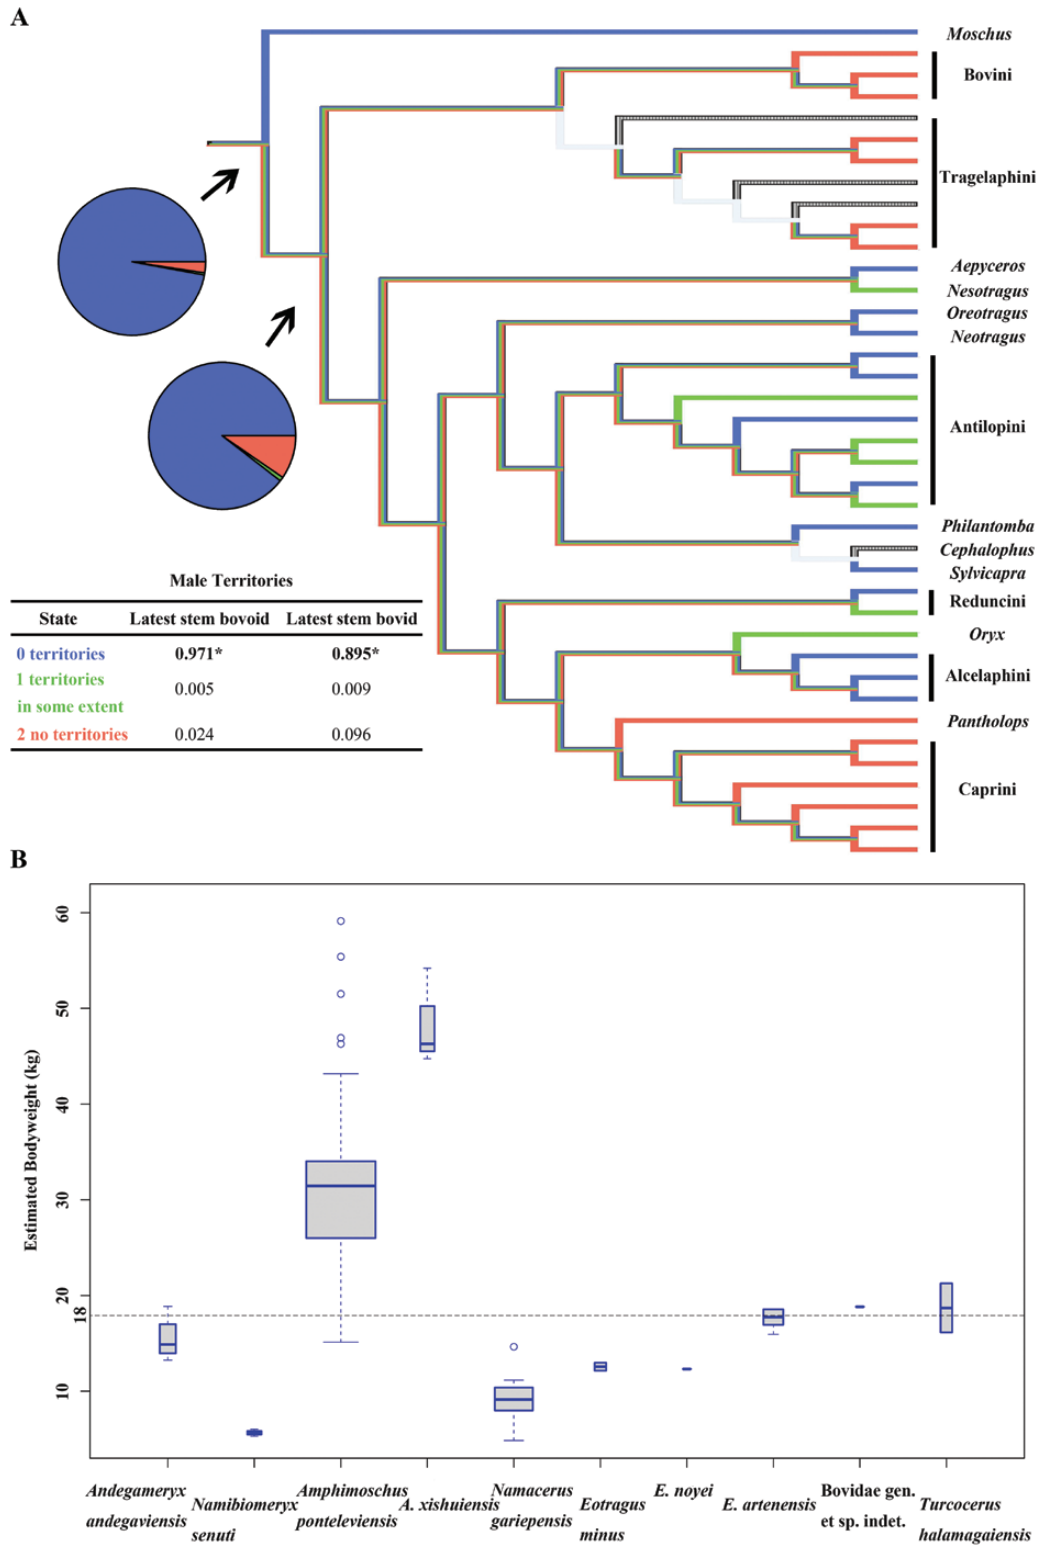 A
Moschus
Bovini
Tragelaphini
Aepyceros
Nesotragus
Oreotragus
Neotragus
Antilopini
Philantomba
Cephalophus
Sylvicapra
Reduncini
Oryx
Alcelaphini
Pantholops
Caprini
Male Territories
State Latest stem bovoid Latest stem bovid
0 territories 0.971* 0.895*
1 territories
in some extent 0.005 0.009
2 no territories 0.024 0.096
B
Estimated Bodyweight (kg)
60
50
40
30
20
18
10
Andegameryx
andegaviensis
Namibiomeryx
senuti
Amphimoschus
ponteleviensis
A. xishuiensis
Namacerus
gariepensis
Eotragus
minus
E. noyei
E. artenensis
Bovidae gen.
et sp. indet.
Turcocerus
halamagaiensis